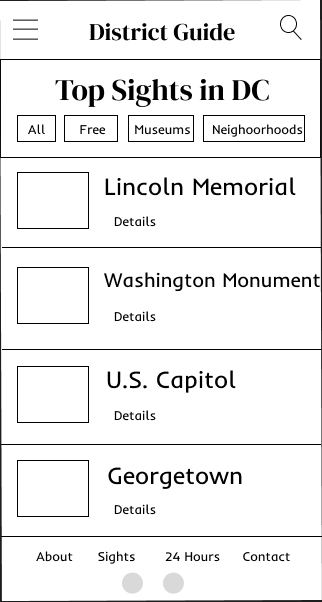 District Guide
Top Sights in DC
All Free Museums Neighoorhoods
Lincoln Memorial
Details
Washington Monument
Details
U.S. Capitol
Details
Georgetown
Details
About Sights 24 Hours Contact